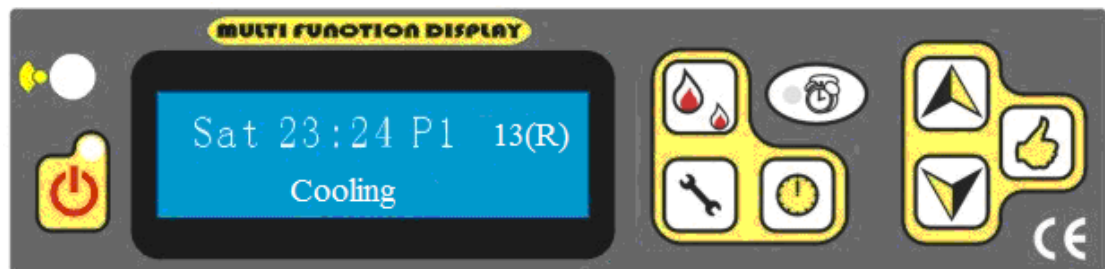 MULTI FUNCTION DISPLAY
Sat 23:24 P1 13(R)
Cooling
CE